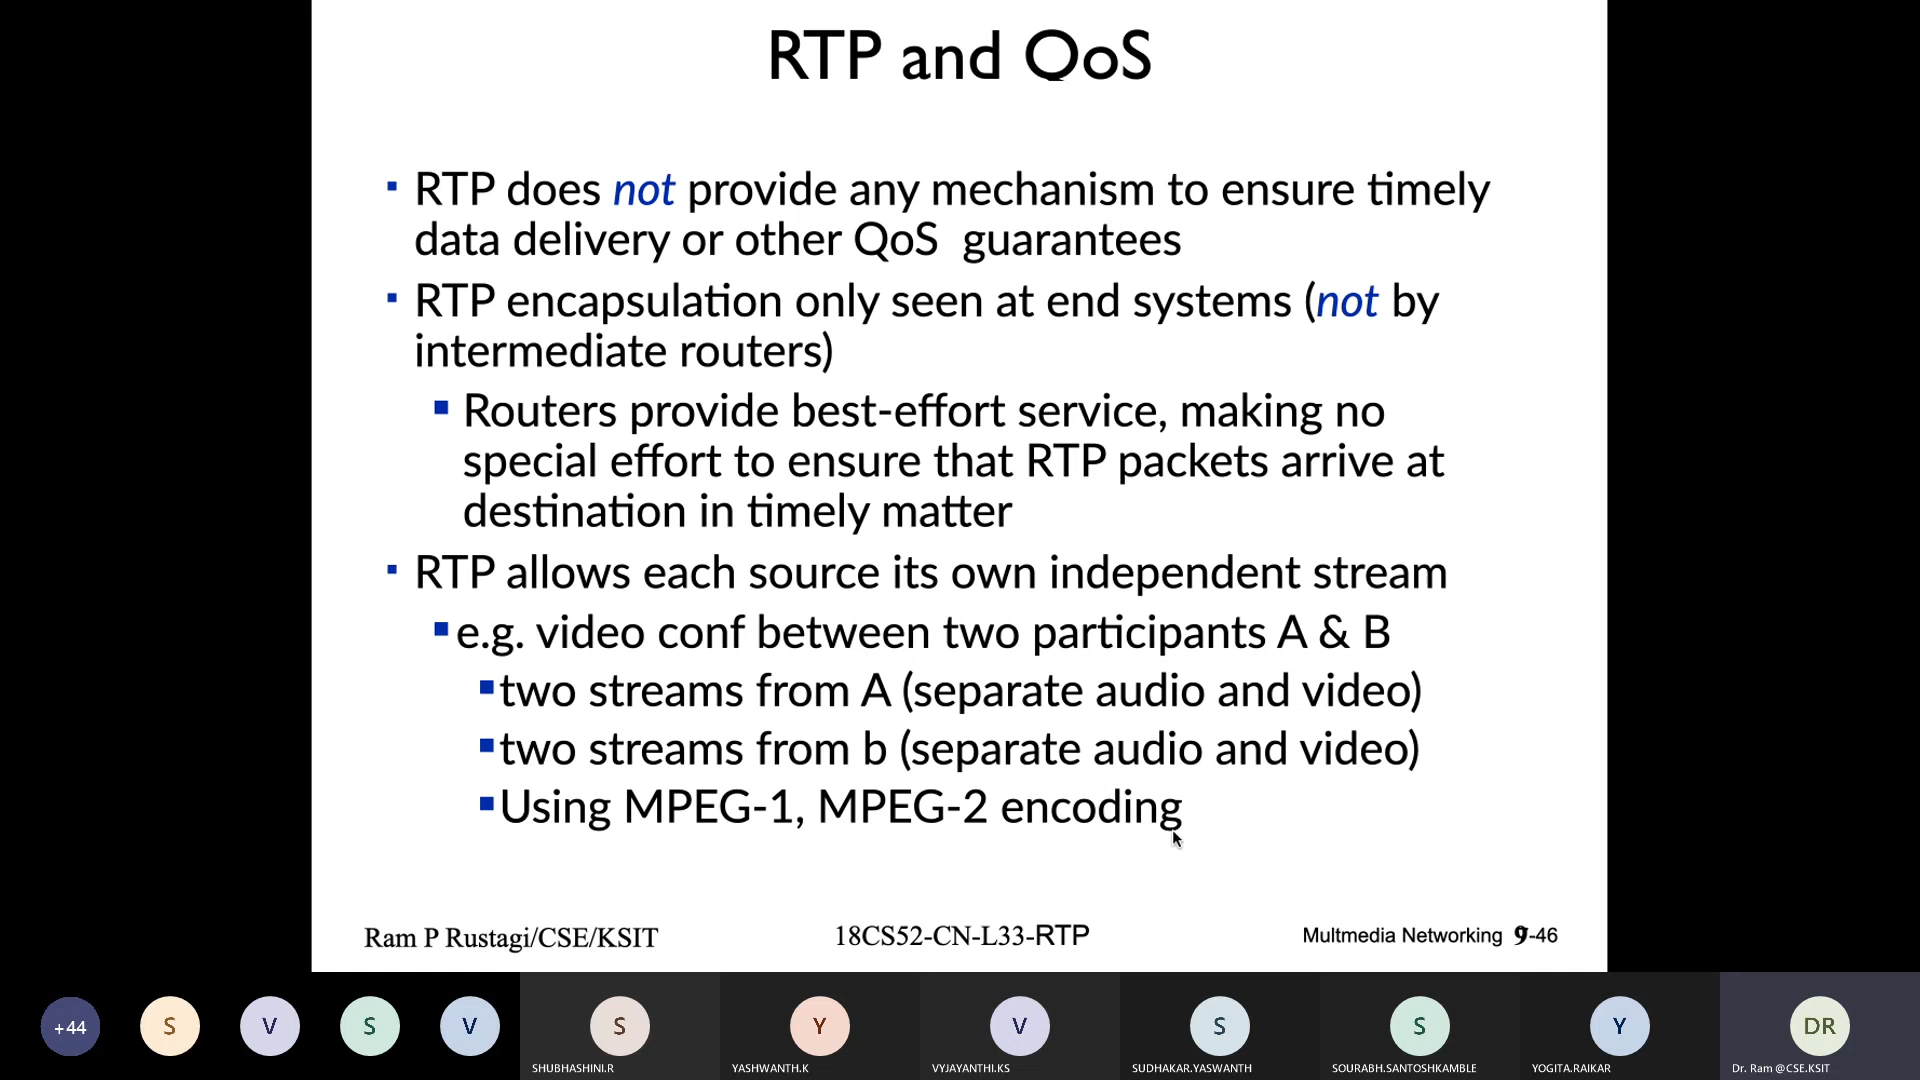 RTP and QoS
RTP does not provide any mechanism to ensure timely
data delivery or other QoS guarantees
RTP encapsulation only seen at end systems (not by
intermediate routers)
Routers provide best-effort service, making no
special effort to ensure that RTP packets arrive at
destination in timely matter
RTP allows each source its own independent stream
e.g. video conf between two participants A & B
two streams from A (separate audio and video)
two streams from b (separate audio and video)
Using MPEG-1, MPEG-2 encoding
Ram P Rustagi/CSE/KSIT
18CS52-CN-L33-RTP
Multmedia Networking 9-46
+44
S
V
S
V
S
Y
V
S
S
Y
DR
SHUBHASHINI.R
YASHWANTH.K
VYJAYANTHI.KS
SUDHAKAR.YASWANTH
SOURABH.SANTOSHKAMBLE
YOGITA.RAIKAR
Dr. Ram @CSE.KSIT